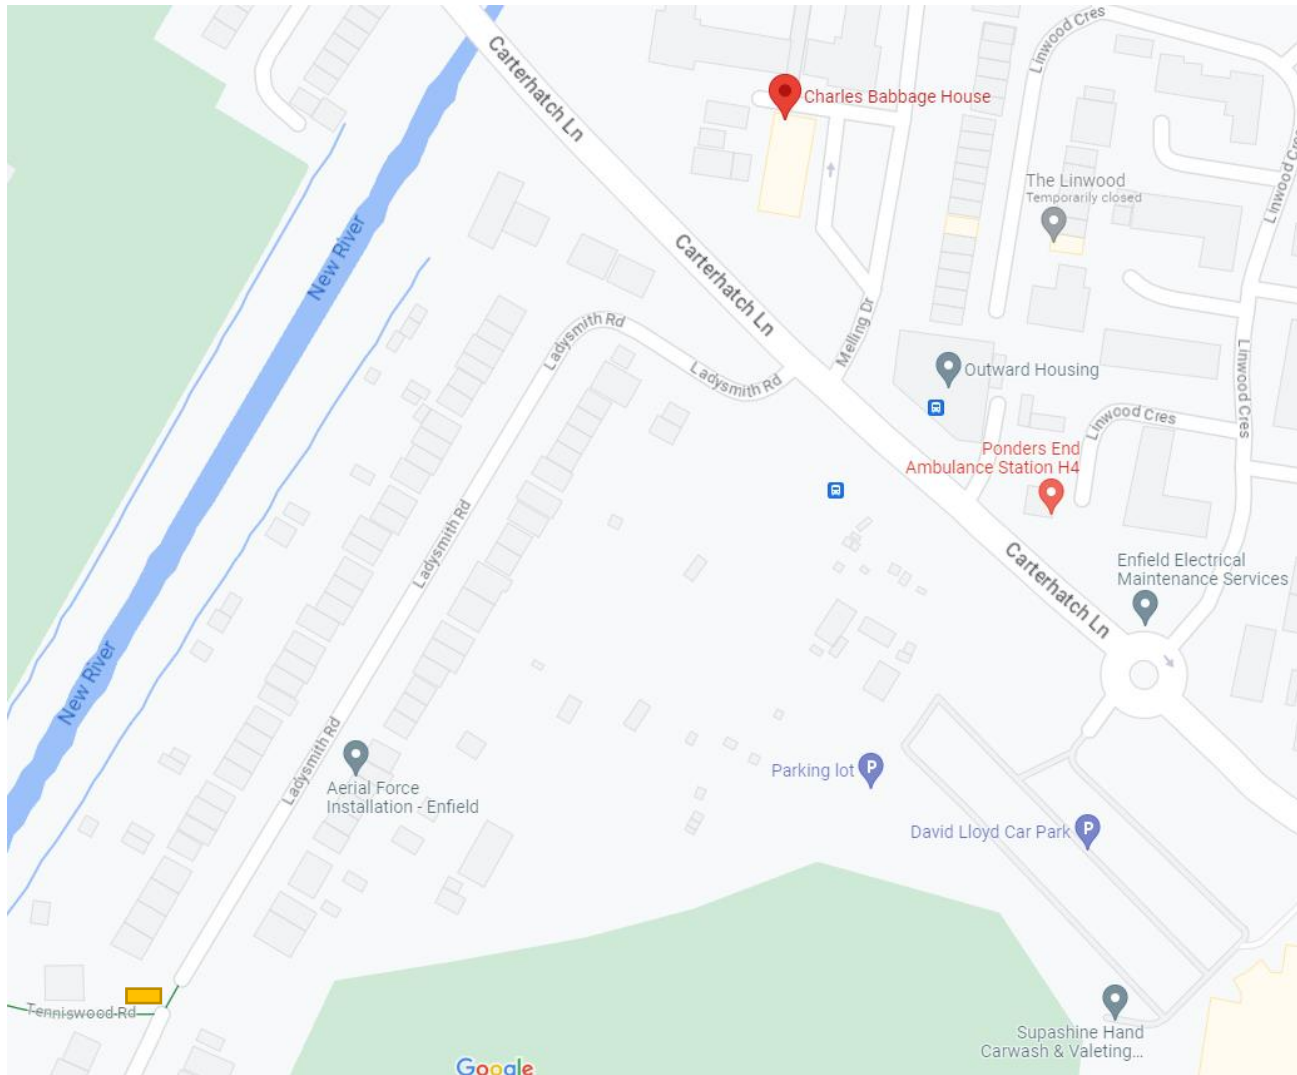 Linwood Cres
Carterhatch Ln
Charles Babbage House
Linwood Cres
The Linwood
Temporarily closed
New River
Carterhatch Ln
Ladysmith Rd
Melling Dr
Ladysmith Rd
Ladysmith Rd
Outward Housing
Linwood Cres
Linwood Cres
Ponders End
Ambulance Station H4
Ladysmith Rd
Carterhatch Ln
Enfield Electrical
Maintenance Services
New River
Ladysmith Rd
Aerial Force
Installation - Enfield
Parking lot
P
David Lloyd Car Park
P
Tenniswood Rd
Supashine Hand
Carwash & Valeting...
Google